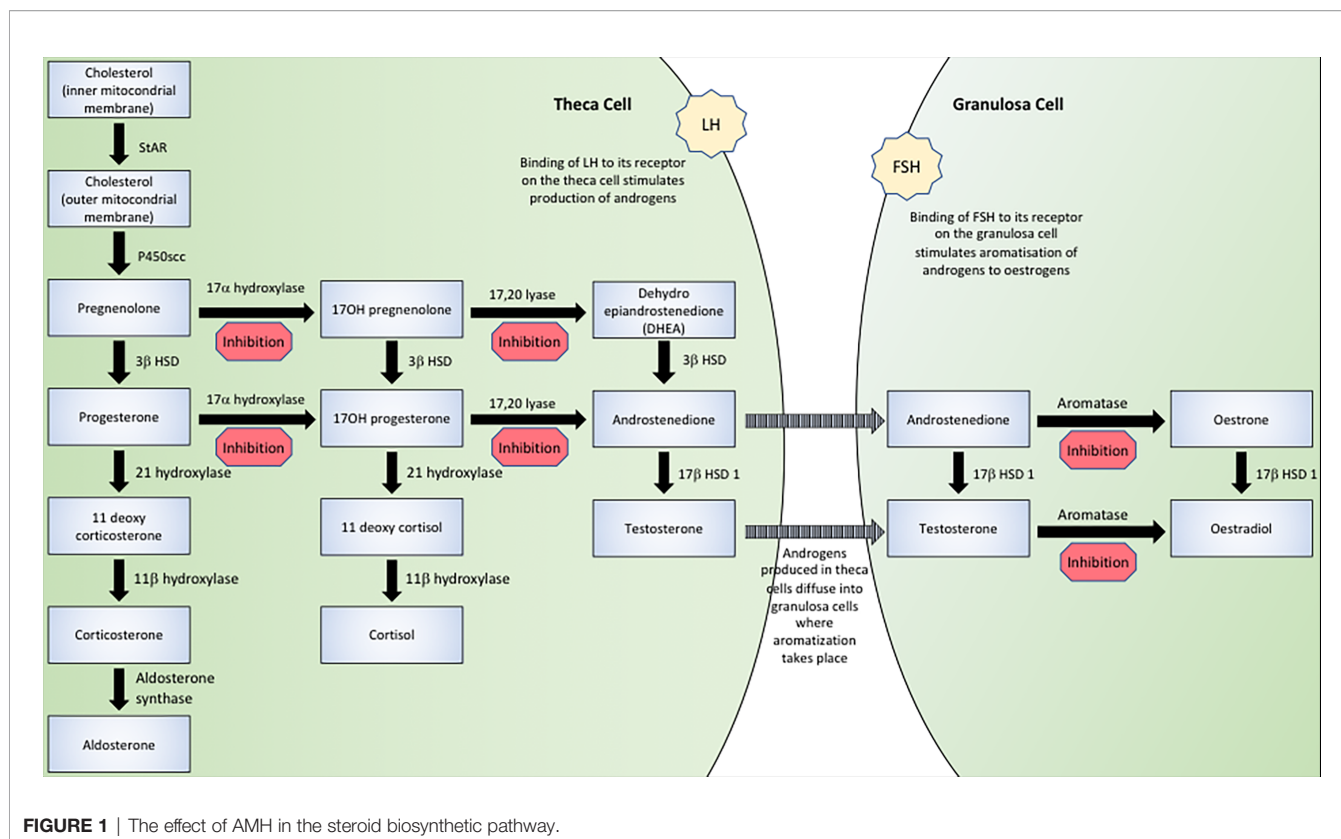 Cholesterol
(inner mitocondrial
membrane)
StAR
Cholesterol
(outer mitocondrial
membrane)
P450scc
Pregnenolone
17α hydroxylase
Inhibition
17OH pregnenolone
17,20 lyase
Inhibition
Dehydro
epiandrostenedione
(DHEA)
3β HSD
3β HSD
3β HSD
Progesterone
17α hydroxylase
Inhibition
17OH progesterone
17,20 lyase
Inhibition
Androstenedione
21 hydroxylase
21 hydroxylase
17β HSD 1
11 deoxy
corticosterone
11 deoxy cortisol
Testosterone
11β hydroxylase
11β hydroxylase
Corticosterone
Cortisol
Aldosterone
synthase
Aldosterone
Theca Cell
LH
Binding of LH to its receptor
on the theca cell stimulates
production of androgens
Androgens
produced in theca
cells diffuse into
granulosa cells
where
aromatization
takes place
Granulosa Cell
FSH
Binding of FSH to its receptor
on the granulosa cell
stimulates aromatisation of
androgens to oestrogens
Androstenedione
Aromatase
Inhibition
Oestrone
17β HSD 1
17β HSD 1
Testosterone
Aromatase
Inhibition
Oestradiol
FIGURE 1 | The effect of AMH in the steroid biosynthetic pathway.